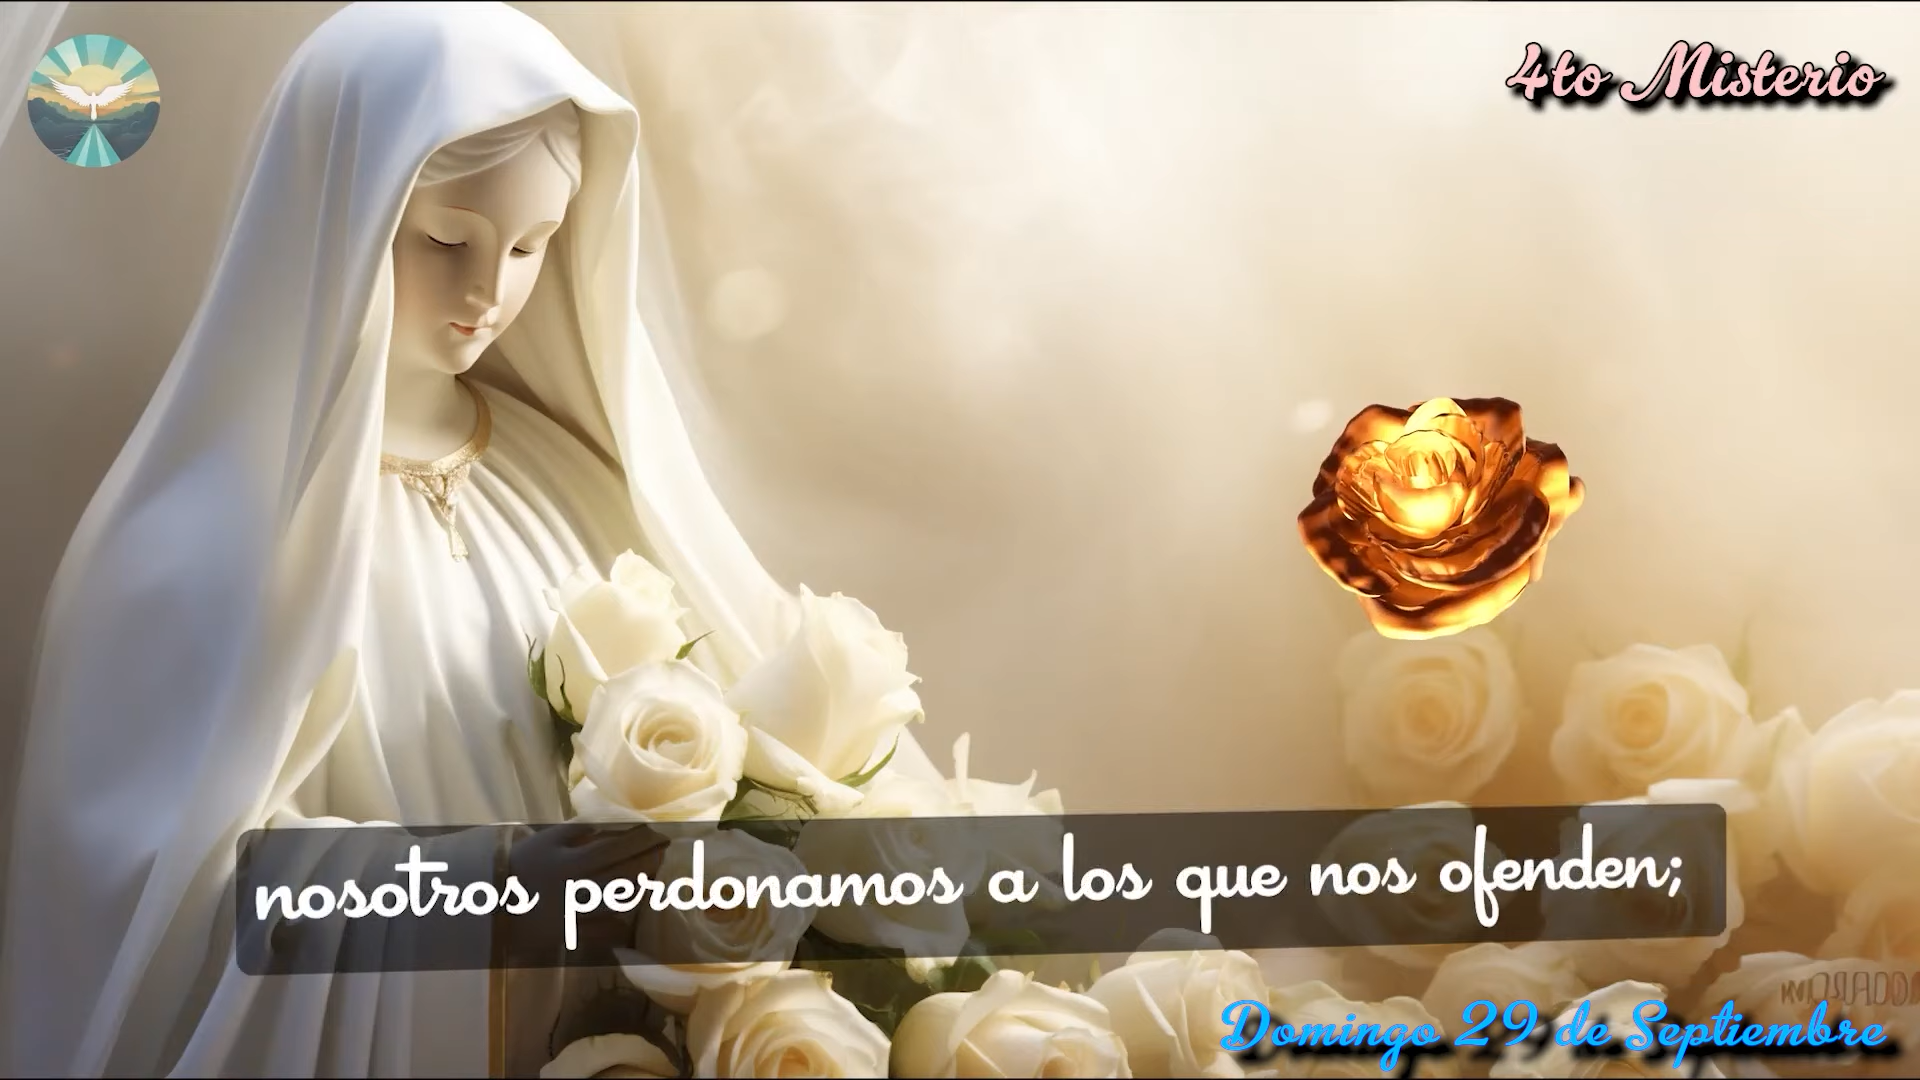 4to Misterio
nosotros perdonamos a los que nos ofenden;
Domingo 29 de Septiembre